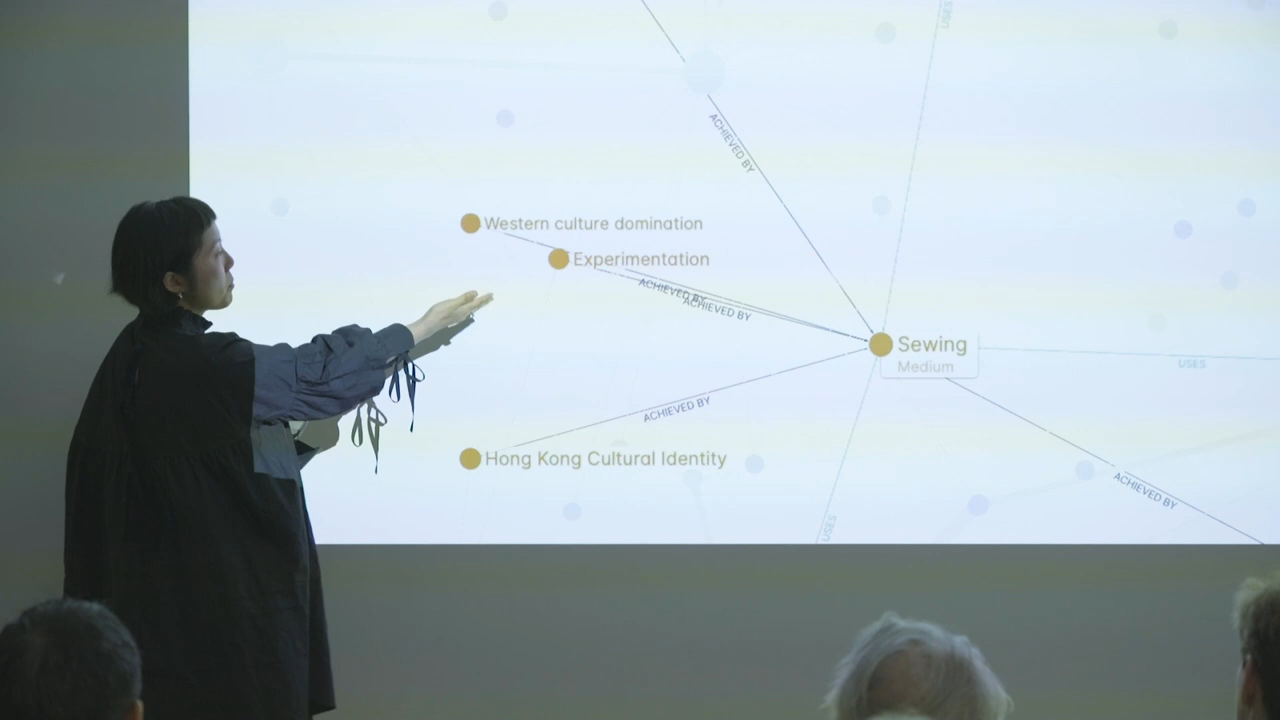 USES
ACHIEVED BY
Western culture domination
Experimentation
ACHIEVED BY
ACHIEVED BY
Sewing
Medium
USES
ACHIEVED BY
Hong Kong Cultural Identity
ACHIEVED BY
USES